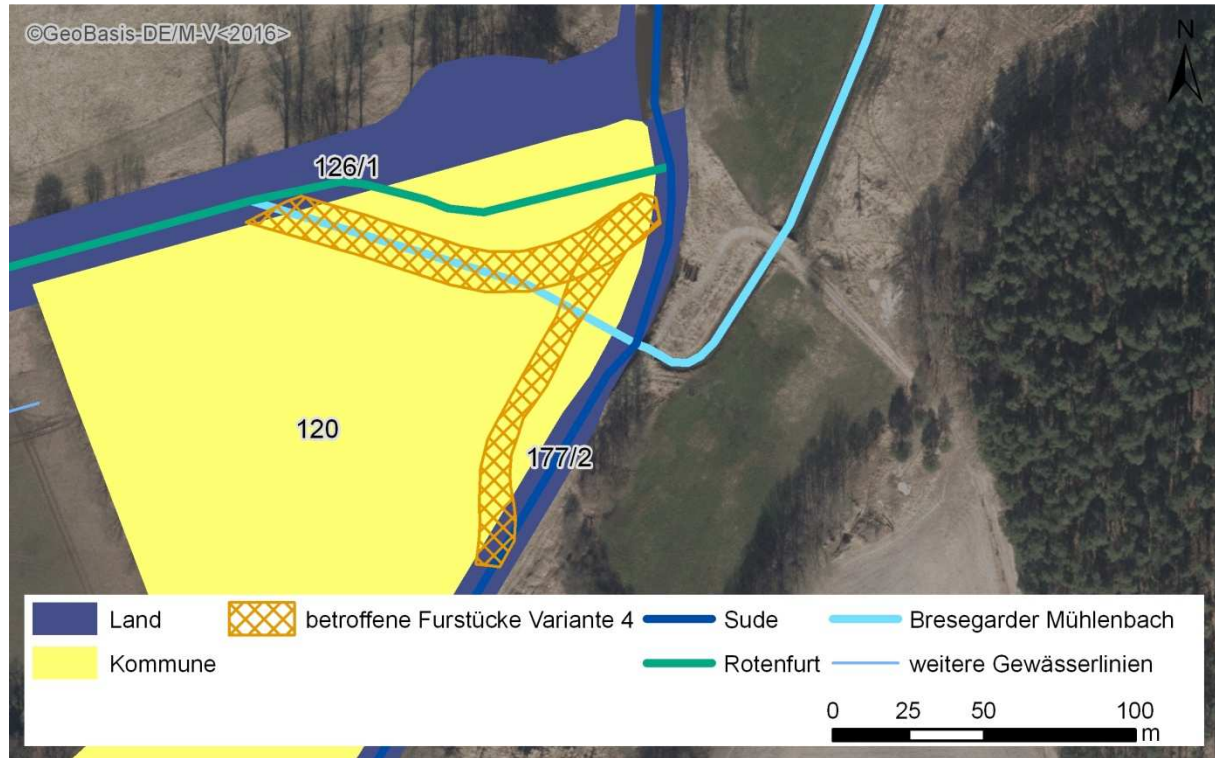 ©GeoBasis-DE/M-V<2016>
N
126/1
120
177/2
Land
betroffene Furstücke Variante 4
Sude
Bresegarder Mühlenbach
Kommune
Rotenfurt
weitere Gewässerlinien
0 25 50 100
m